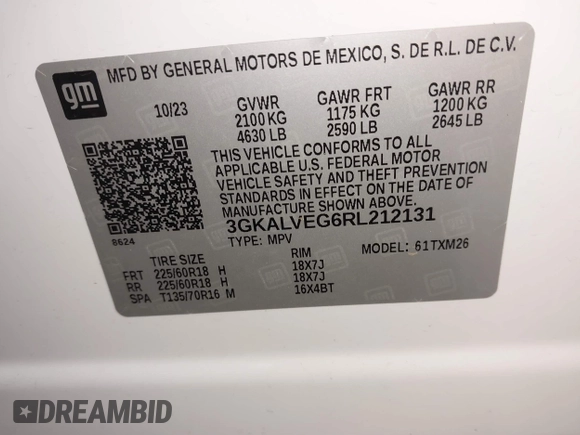 MFD BY GENERAL MOTORS DE MEXICO, S. DE R.L. DE C.V.
gm
10/23 GVWR GAWR FRT GAWR RR
2100 KG 1175 KG 1200 KG
4630 LB 2590 LB 2645 LB
THIS VEHICLE CONFORMS TO ALL
APPLICABLE U.S. FEDERAL MOTOR
VEHICLE SAFETY AND THEFT PREVENTION
STANDARDS IN EFFECT ON THE DATE OF
MANUFACTURE SHOWN ABOVE.
3GKALVEG6RL212131
8624 TYPE: MPV MODEL: 61TXM26
TIRE SIZE RIM
FRT 225/60R18 H 18X7J
RR 225/60R18 H 18X7J
SPA T135/70R16 M 16X4BT
DREAMBID